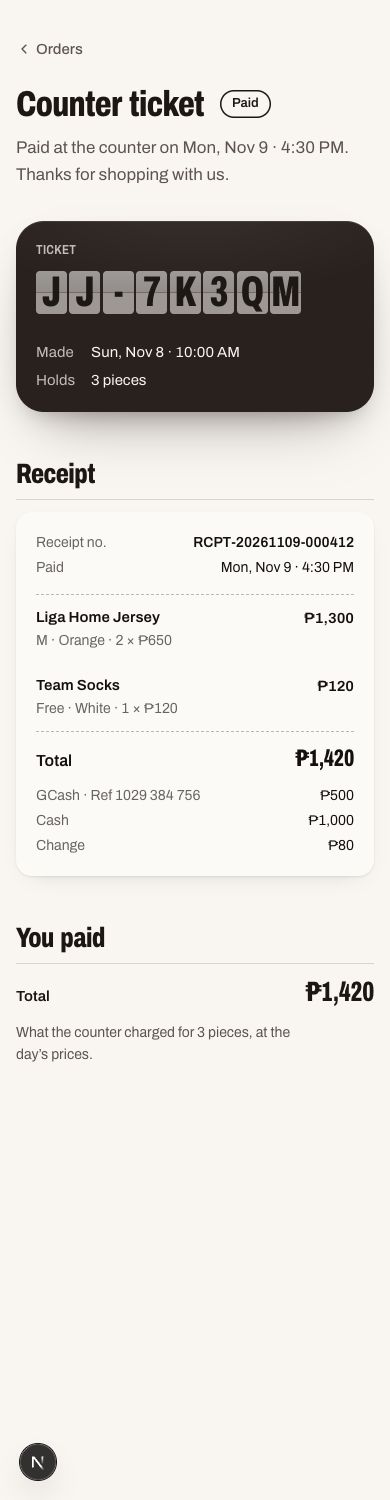 Orders
Counter ticket
Paid
Paid at the counter on Mon, Nov 9 · 4:30 PM.
Thanks for shopping with us.
TICKET
JJ-7K3QM
Made Sun, Nov 8 · 10:00 AM
Holds 3 pieces
Receipt
Receipt no. RCPT-20261109-000412
Paid Mon, Nov 9 · 4:30 PM
Liga Home Jersey ₱1,300
M · Orange · 2 × ₱650
Team Socks ₱120
Free · White · 1 × ₱120
Total ₱1,420
GCash · Ref 1029 384 756 ₱500
Cash ₱1,000
Change ₱80
You paid
Total ₱1,420
What the counter charged for 3 pieces, at the
day’s prices.
N